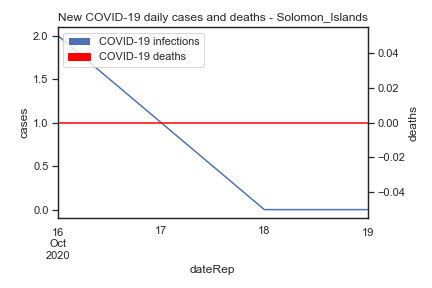 New COVID-19 daily cases and deaths - Solomon_Islands
COVID-19 infections
COVID-19 deaths
2.0
1.5
1.0
0.5
0.0
cases
0.04
0.02
0.00
−0.02
−0.04
deaths
16 17 18 19
Oct
2020
dateRep